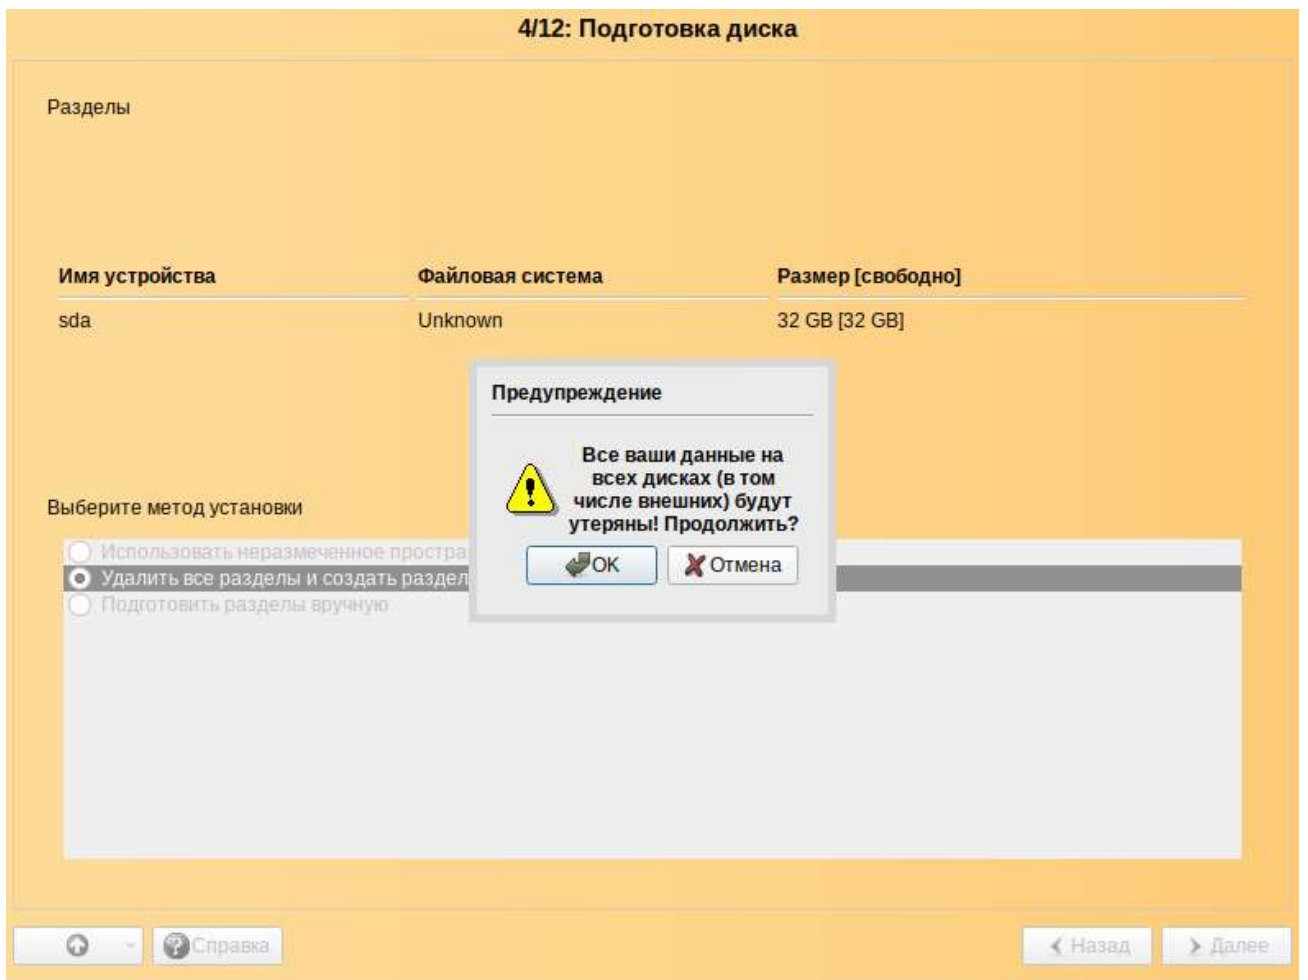 4/12: Подготовка диска
Разделы
Имя устройства Файловая система Размер [свободно]
sda Unknown 32 GB [32 GB]
Предупреждение
Все ваши данные на
всех дисках (в том
числе внешних) будут
утеряны! Продолжить?
OK Отмена
Выберите метод установки
Использовать неразмеченное простра
Удалить все разделы и создать раздел
Подготовить разделы вручную
Справка Назад Далее